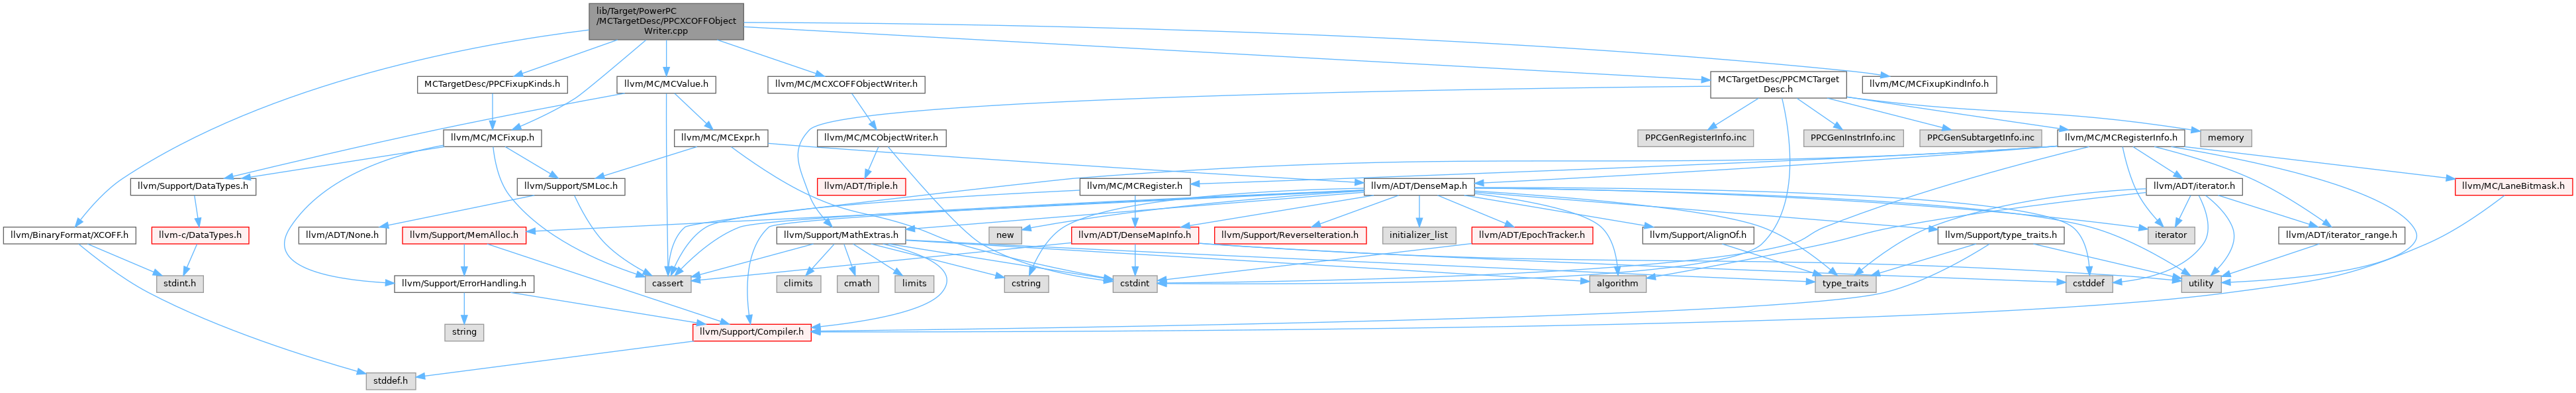 lib/Target/PowerPC
/MCTargetDesc/PPCXCOFFObject
Writer.cpp
MCTargetDesc/PPCFixupKinds.h
llvm/MC/MCValue.h
llvm/MC/MCXCOFFObjectWriter.h
MCTargetDesc/PPCMCTarget
Desc.h
llvm/MC/MCFixupKindInfo.h
llvm/MC/MCFixup.h
llvm/MC/MCExpr.h
llvm/MC/MCObjectWriter.h
PPCGenRegisterInfo.inc
PPCGenInstrInfo.inc
PPCGenSubtargetInfo.inc
llvm/MC/MCRegisterInfo.h
memory
llvm/Support/DataTypes.h
llvm/Support/SMLoc.h
llvm/ADT/Triple.h
llvm/MC/MCRegister.h
llvm/ADT/DenseMap.h
llvm/ADT/iterator.h
llvm/MC/LaneBitmask.h
llvm/BinaryFormat/XCOFF.h
llvm-c/DataTypes.h
llvm/ADT/None.h
llvm/Support/MemAlloc.h
llvm/Support/MathExtras.h
new
llvm/ADT/DenseMapInfo.h
llvm/Support/ReverseIteration.h
initializer_list
llvm/ADT/EpochTracker.h
llvm/Support/AlignOf.h
llvm/Support/type_traits.h
iterator
llvm/ADT/iterator_range.h
stdint.h
llvm/Support/ErrorHandling.h
cassert
climits
cmath
limits
cstring
cstdint
algorithm
type_traits
cstddef
utility
string
llvm/Support/Compiler.h
stddef.h